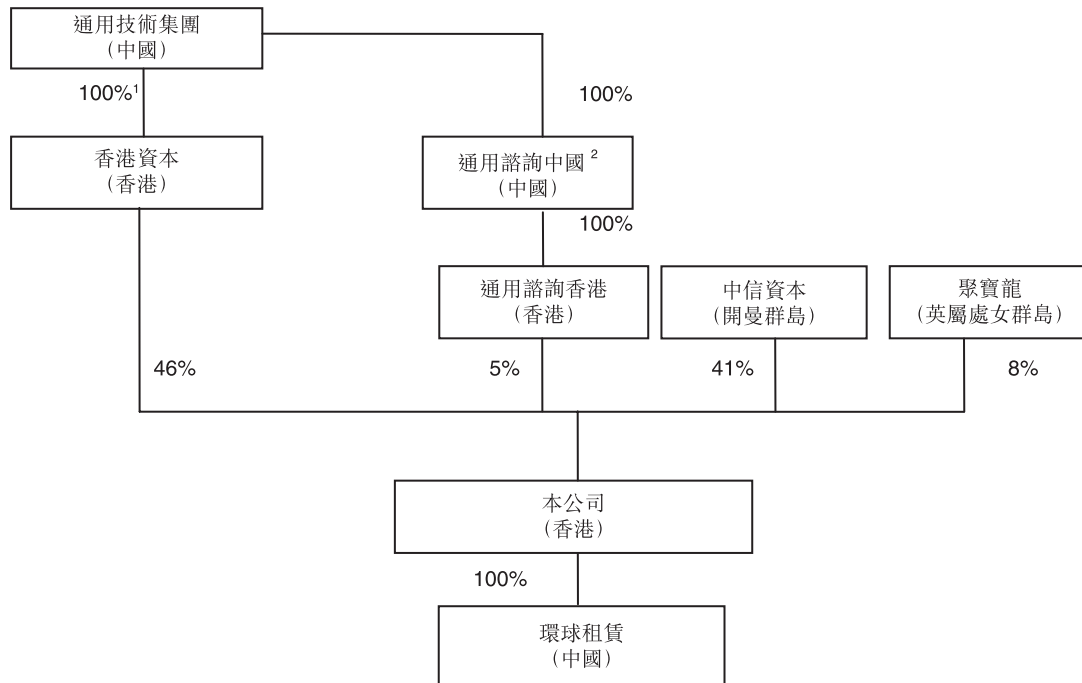 通用技術集團
（中國）
100%¹
100%
香港資本
（香港）
通用諮詢中國²
（中國）
100%
通用諮詢香港
（香港）
中信資本
（開曼群島）
聚寶龍
（英屬處女群島）
46%
5%
41%
8%
本公司
（香港）
100%
環球租賃
（中國）